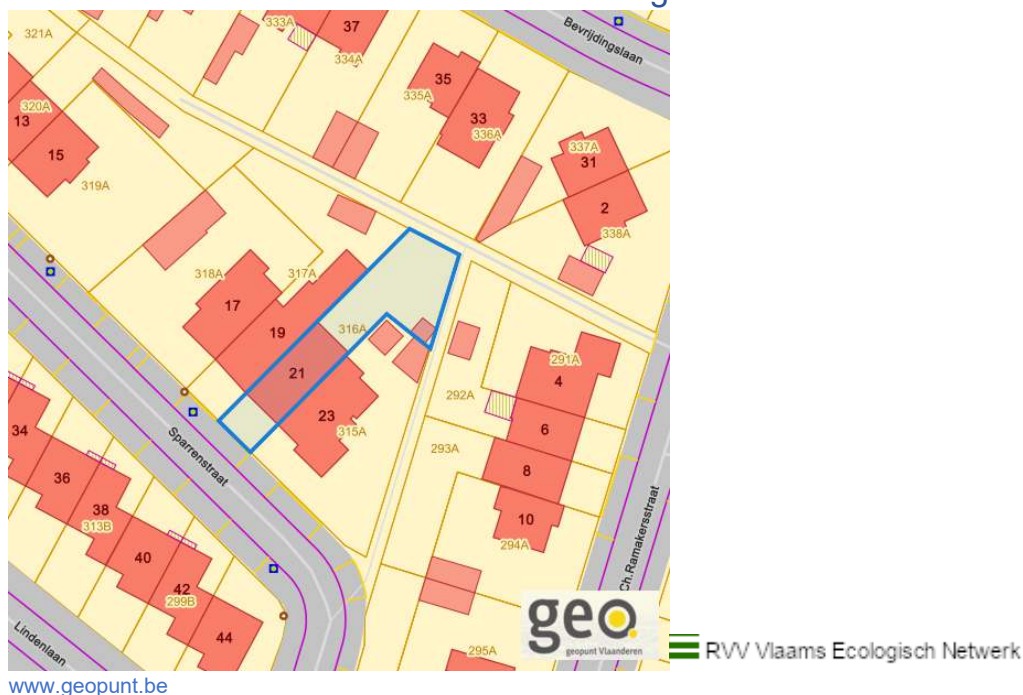 g
Bevrijdingslaan
333A
37
321A
334A
35
335A
33
336A
320A
13
15
319A
337A
31
2
338A
318A
317A
17
19
316A
21
23
315A
291A
4
292A
6
293A
8
10
294A
Sparrenstraat
Ch.Ramakersstraat
34
36
38
313B
40
42
299B
44
Lindenlaan
295A
geo
geopunt Vlaanderen
RVV Vlaams Ecologisch Netwerk
www.geopunt.be